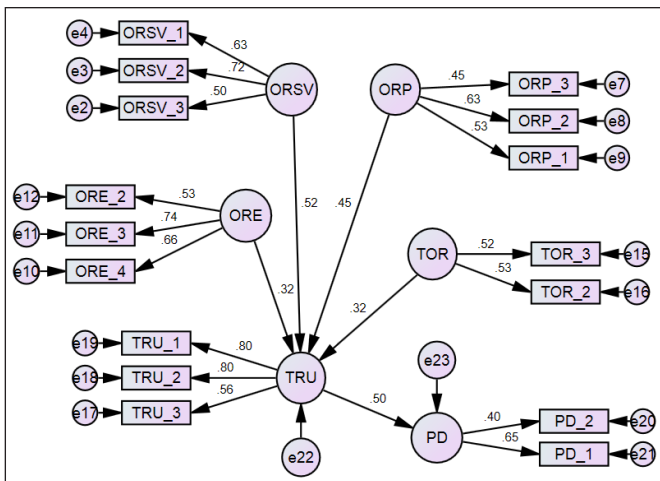 e4 ORSV_1 .63
e3 ORSV_2 .72
e2 ORSV_3 .50
ORSV
ORP
.45 ORP_3 e7
.63 ORP_2 e8
.53 ORP_1 e9
.52
.45
e12 ORE_2 .53
e11 ORE_3 .74
e10 ORE_4 .66
ORE
.32
TOR
.52 TOR_3 e15
.53 TOR_2 e16
.32
e19 TRU_1 .80
e18 TRU_2 .80
e17 TRU_3 .56
TRU
e22
.50
e23
PD
.40 PD_2 e20
.65 PD_1 e21